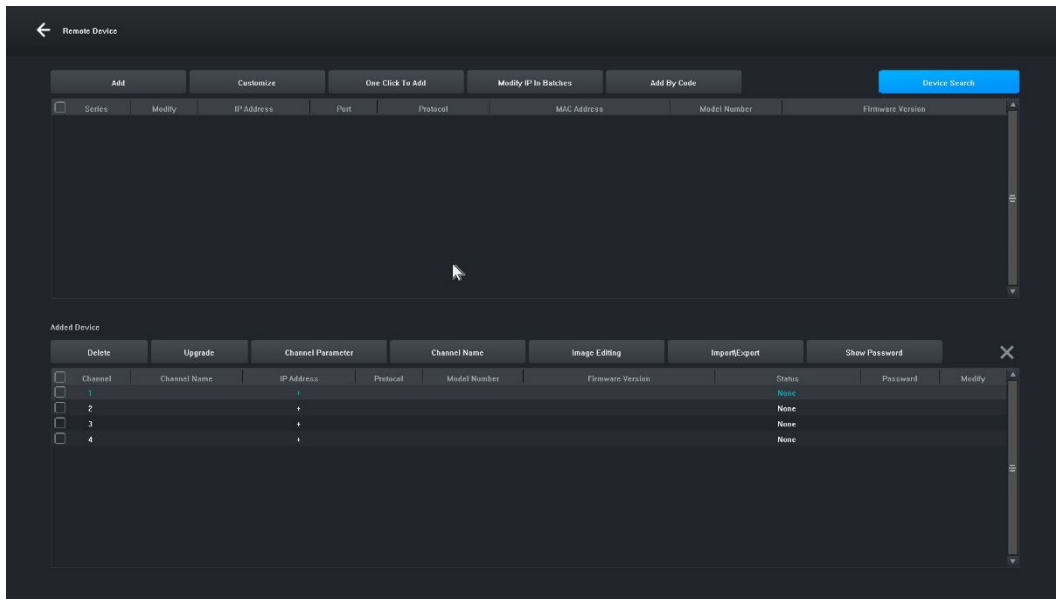 Remote Device
Add Customize One Click To Add Modify IP In Batches Add By Code Device Search
Series Modify IP Address Port Protocol MAC Address Model Number Firmware Version
Added Device
Delete Upgrade Channel Parameter Channel Name Image Editing Import\Export Show Password
Channel Channel Name IP Address Protocal Model Number Firmware Version Status Password Modify
1 + None
2 + None
3 + None
4 + None